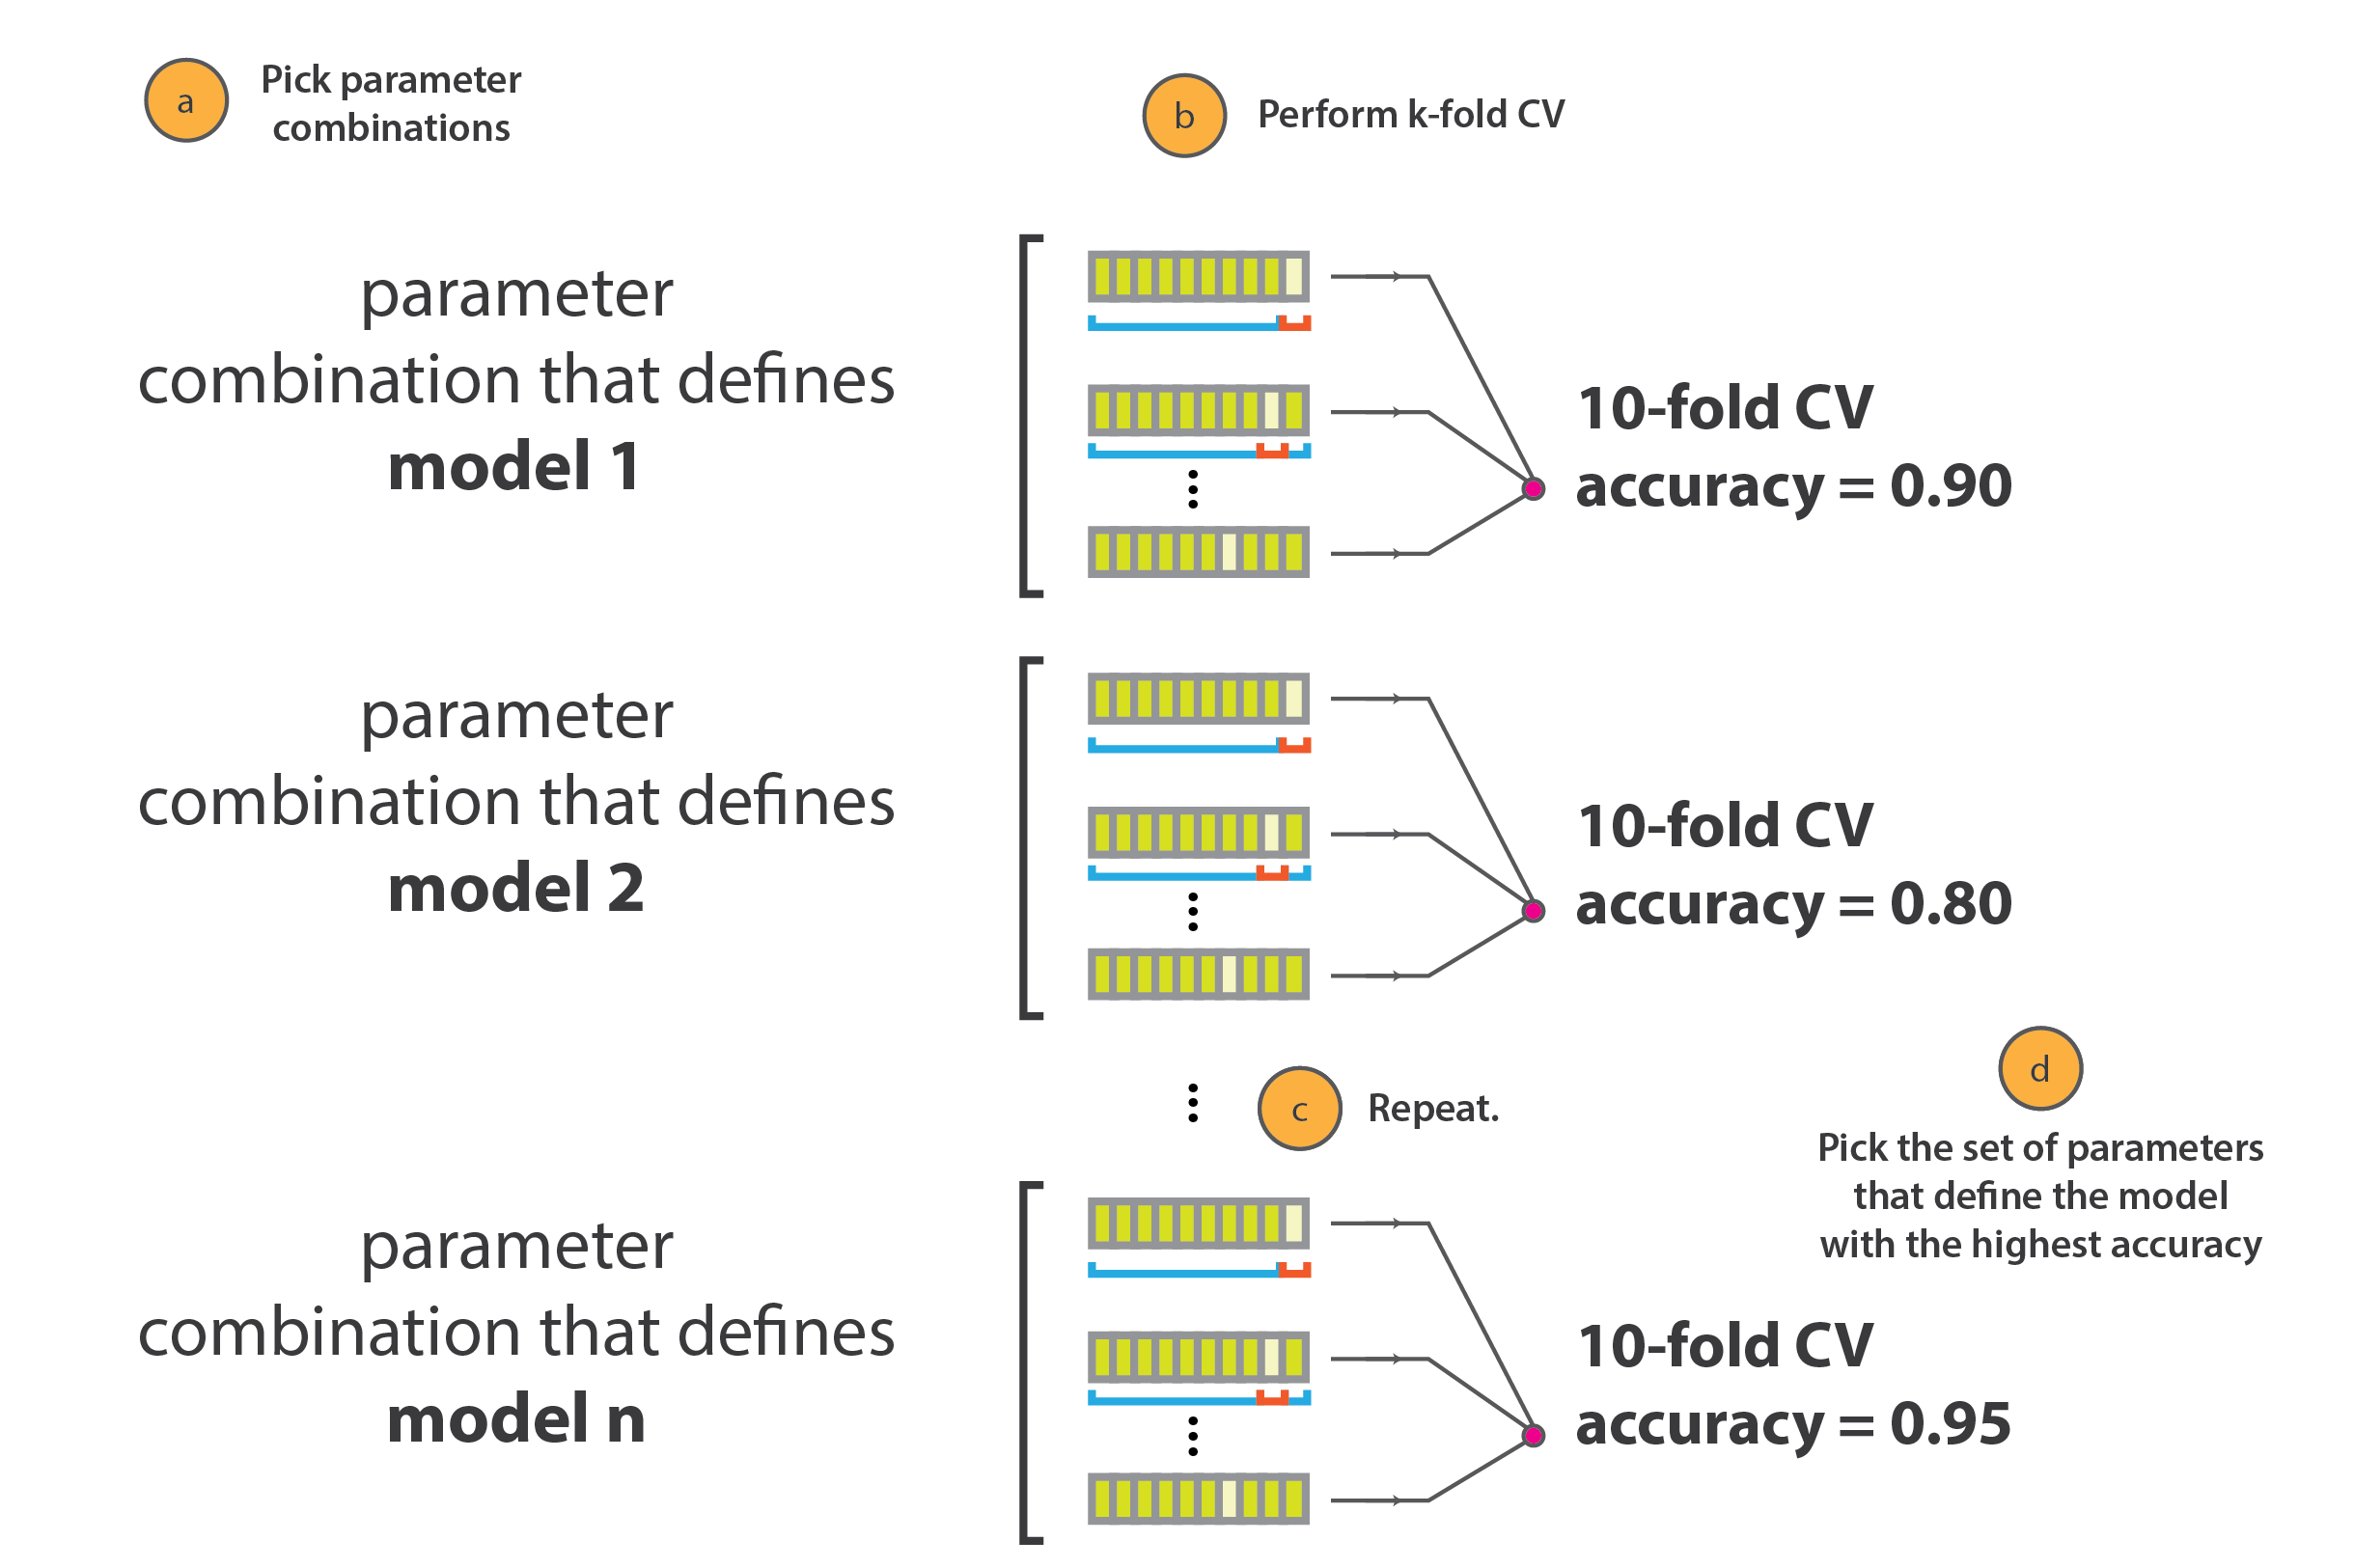 a
Pick parameter
combinations
b
Perform k-fold CV
parameter
combination that defines
model 1
10-fold CV
accuracy = 0.90
parameter
combination that defines
model 2
10-fold CV
accuracy = 0.80
c
Repeat.
d
Pick the set of parameters
that define the model
with the highest accuracy
parameter
combination that defines
model n
10-fold CV
accuracy = 0.95